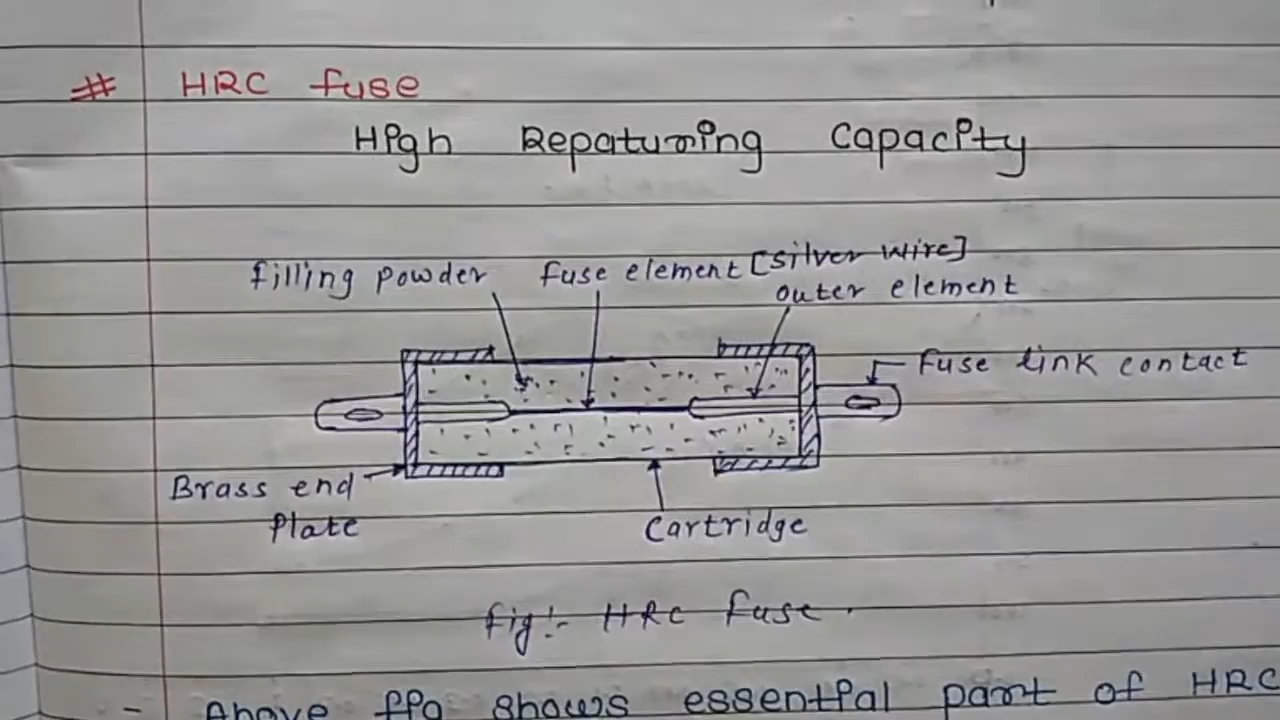 # HRC fuse
High Repaturing Capacity
filling powder fuse element [silver wire]
outer element
Fuse link contact
Brass end
plate
Cartridge
fig:- HRC fuse.
- Above fig shows essential part of HRC